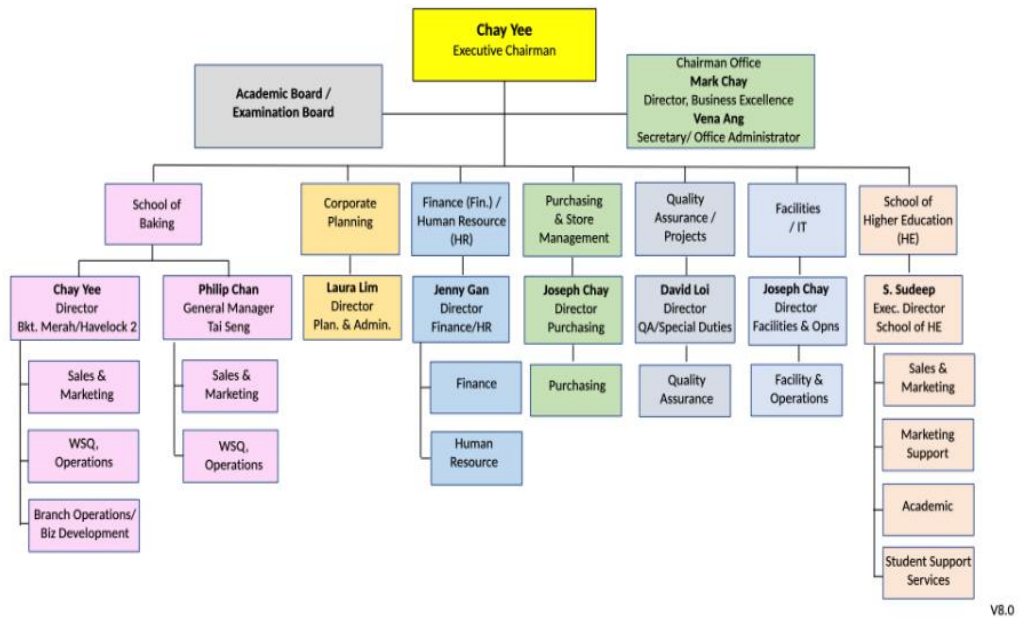 Chay Yee
Executive Chairman
Academic Board /
Examination Board
Chairman Office
Mark Chay
Director, Business Excellence
Vena Ang
Secretary/ Office Administrator
School of
Baking
Corporate
Planning
Finance (Fin.) /
Human Resource
(HR)
Purchasing
& Store
Management
Quality
Assurance /
Projects
Facilities
/ IT
School of
Higher Education
(HE)
Chay Yee
Director
Bkt. Merah/Havelock 2
Philip Chan
General Manager
Tai Seng
Laura Lim
Director
Plan. & Admin.
Jenny Gan
Director
Finance/HR
Joseph Chay
Director
Purchasing
David Loi
Director
QA/Special Duties
Joseph Chay
Director
Facilities & Opns
S. Sudeep
Exec. Director
School of HE
Sales &
Marketing
WSQ,
Operations
Branch Operations/
Biz Development
Sales &
Marketing
WSQ,
Operations
Finance
Human
Resource
Purchasing
Quality
Assurance
Facility &
Operations
Sales &
Marketing
Marketing
Support
Academic
Student Support
Services
V8.0